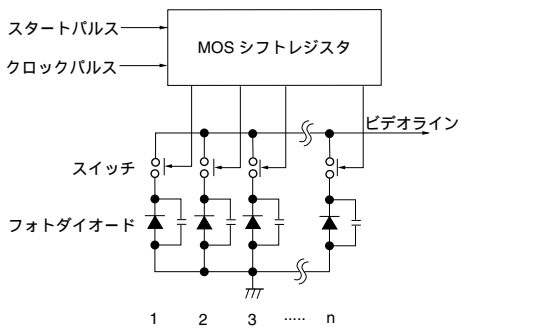 スタートパルス
MOS シフトレジスタ
クロックパルス
ビデオライン
スイッチ
フォトダイオード
1 2 3 ..... n